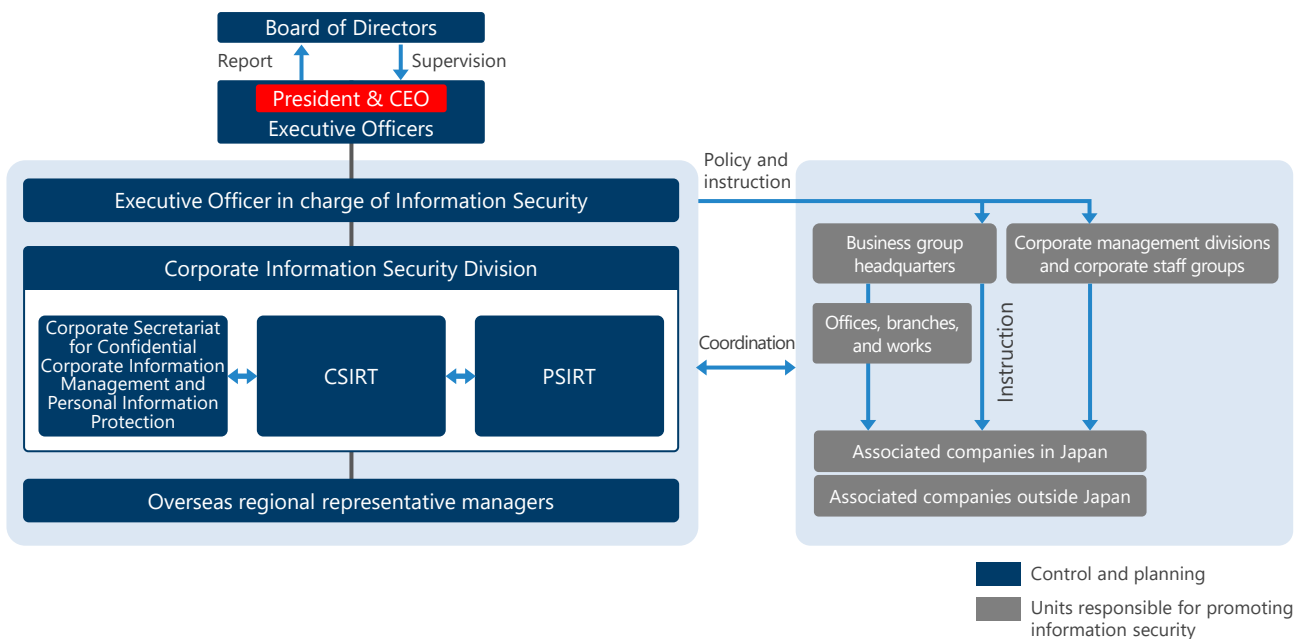 Board of Directors
Report
Supervision
President & CEO
Executive Officers
Policy and
instruction
Executive Officer in charge of Information Security
Business group
headquarters
Corporate management divisions
and corporate staff groups
Corporate Information Security Division
Offices, branches,
and works
Instruction
Corporate Secretariat
for Confidential
Corporate Information
Management and
Personal Information
Protection
CSIRT
PSIRT
Coordination
Associated companies in Japan
Associated companies outside Japan
Overseas regional representative managers
Control and planning
Units responsible for promoting
information security